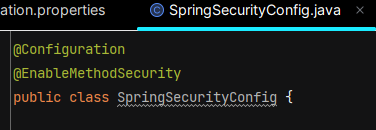 ation.properties SpringSecurityConfig.java ×
@Configuration
@EnableMethodSecurity
public class SpringSecurityConfig {